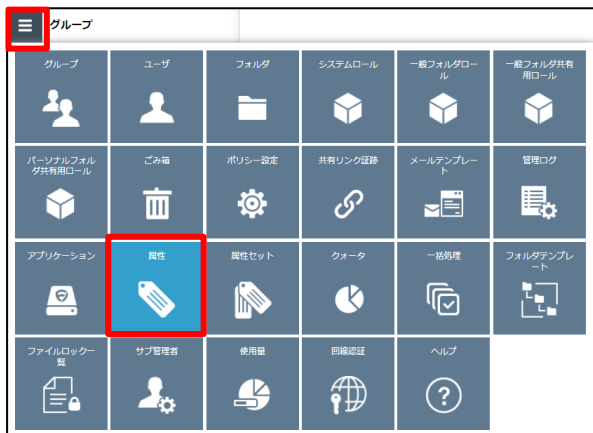 グループ
グループ
ユーザ
フォルダ
システムロール
一般フォルダロー
ル
一般フォルダ共有
用ロール
パーソナルフォル
ダ共有用ロール
ごみ箱
ポリシー設定
共有リンク証跡
メールテンプレー
ト
管理ログ
アプリケーション
属性
属性セット
クォータ
一括処理
フォルダテンプレ
ート
ファイルロック一
覧
サブ管理者
使用量
回線認証
ヘルプ